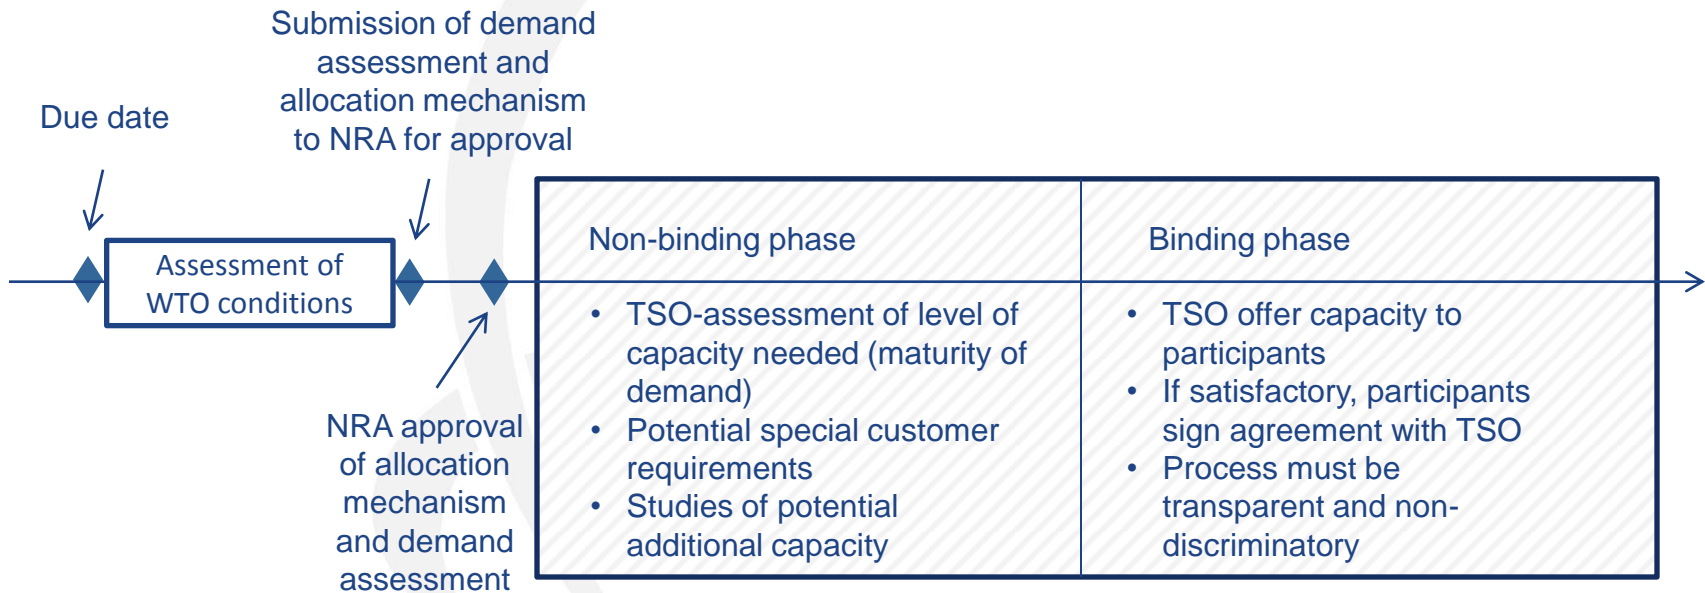 Submission of demand
assessment and
allocation mechanism
to NRA for approval
Due date
Assessment of
WTO conditions
NRA approval
of allocation
mechanism
and demand
assessment
Non-binding phase
• TSO-assessment of level of
capacity needed (maturity of
demand)
• Potential special customer
requirements
• Studies of potential
additional capacity
Binding phase
• TSO offer capacity to
participants
• If satisfactory, participants
sign agreement with TSO
• Process must be
transparent and non-
discriminatory